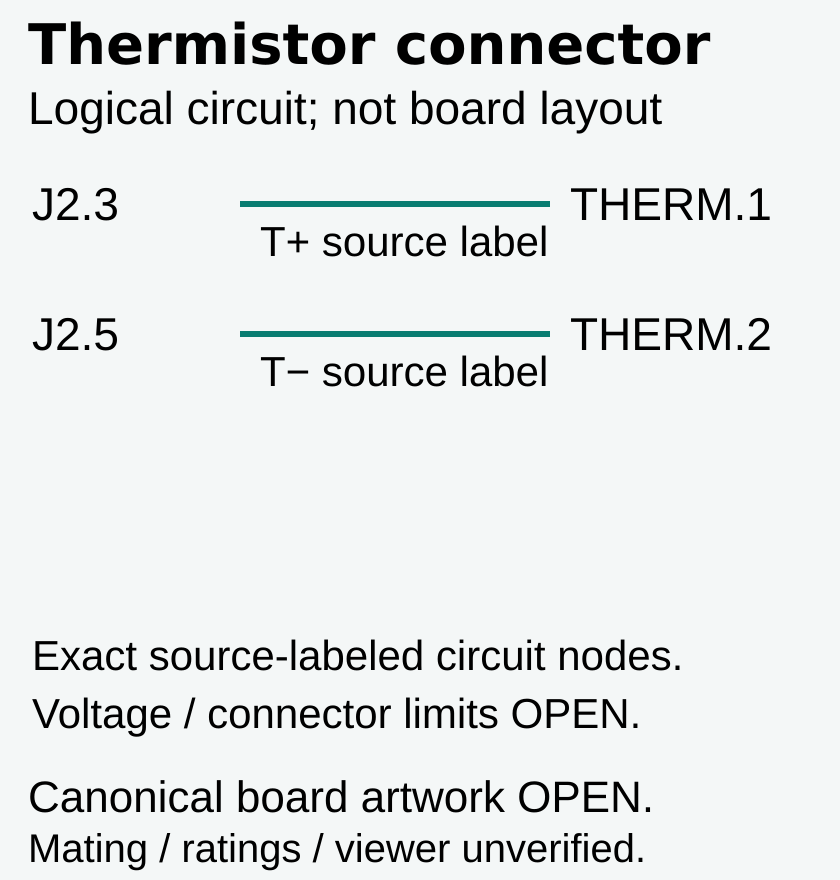 Thermistor connector
Logical circuit; not board layout
J2.3 THERM.1
T+ source label
J2.5 THERM.2
T− source label
Exact source-labeled circuit nodes.
Voltage / connector limits OPEN.
Canonical board artwork OPEN.
Mating / ratings / viewer unverified.